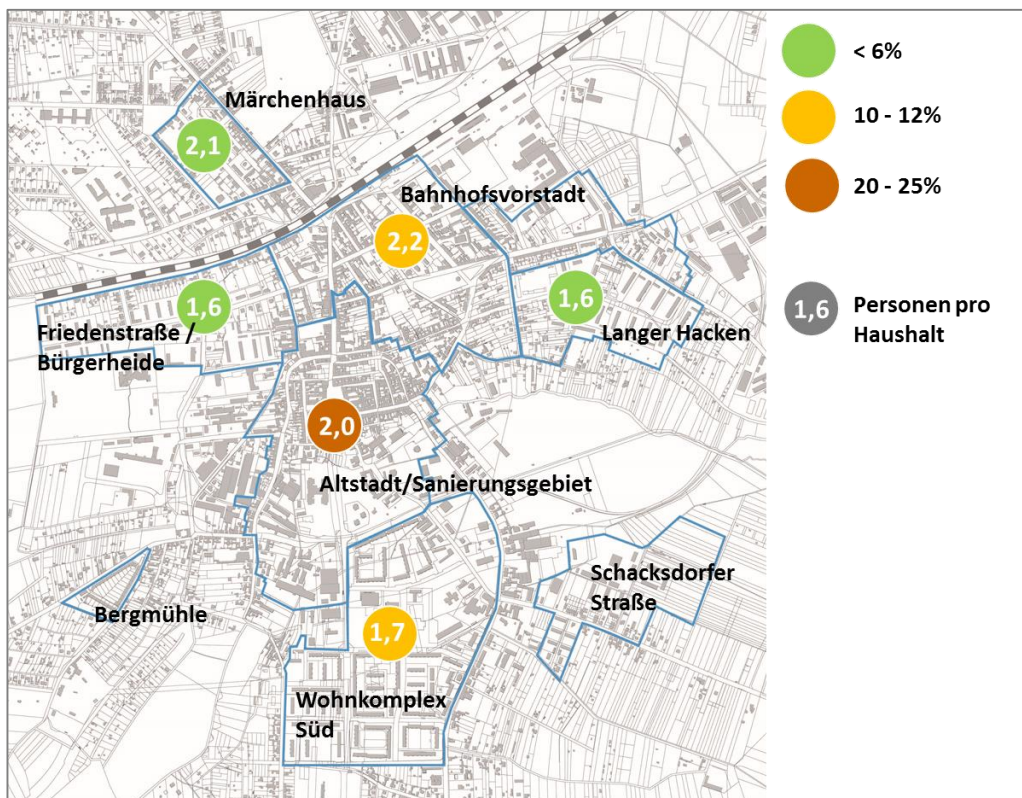 Märchenhaus
2,1
Bahnhofsvorstadt
2,2
1,6
Friedenstraße /
Bürgerheide
1,6
Langer Hacken
2,0
Altstadt/Sanierungsgebiet
Bergmühle
Schacksdorfer
Straße
1,7
Wohnkomplex
Süd
< 6%
10 - 12%
20 - 25%
1,6
Personen pro
Haushalt